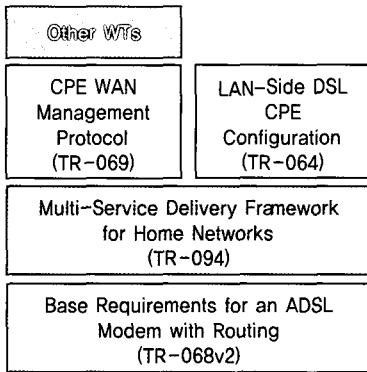 Other WTs
CPE WAN
Management
Protocol
(TR-069)
LAN-Side DSL
CPE
Configuration
(TR-064)
Multi-Service Delivery Framework
for Home Networks
(TR-094)
Base Requirements for an ADSL
Modem with Routing
(TR-068v2)